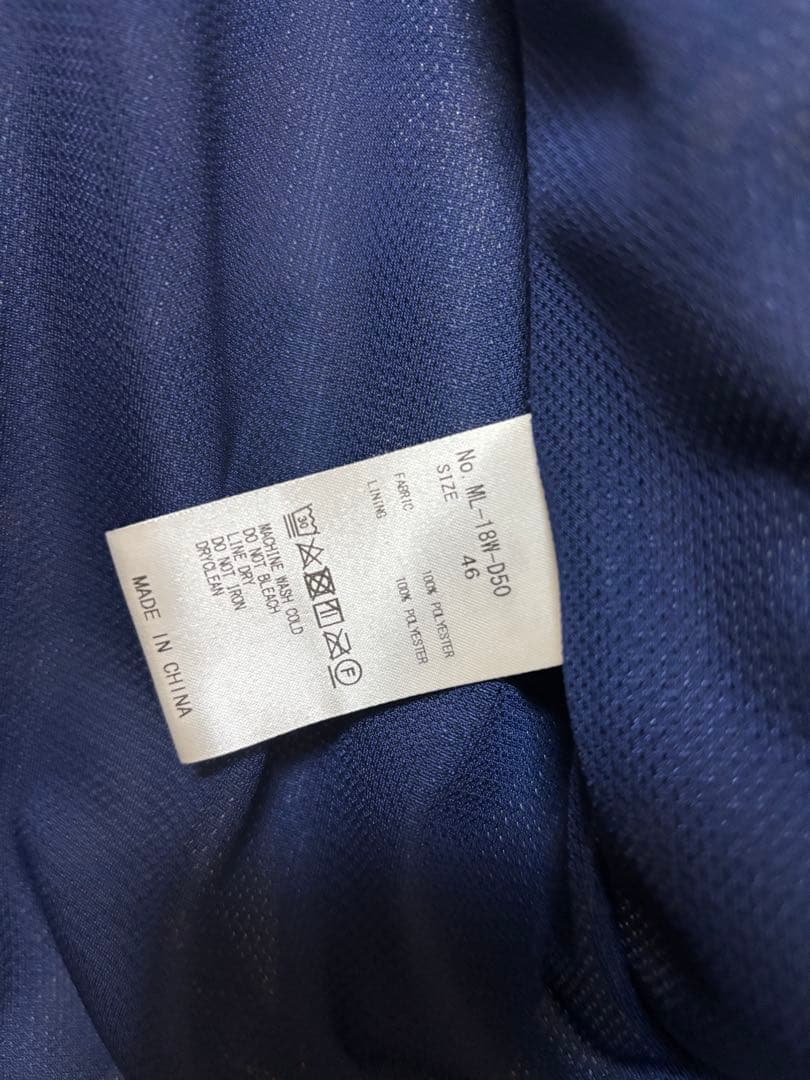 No. ML-18W-D50
SIZE 46
FABRIC 100% POLYESTER
LINING 100% POLYESTER
30
F
MACHINE WASH COLD
DO NOT BLEACH
LINE DRY
DO NOT IRON
DRYCLEAN
MADE IN CHINA